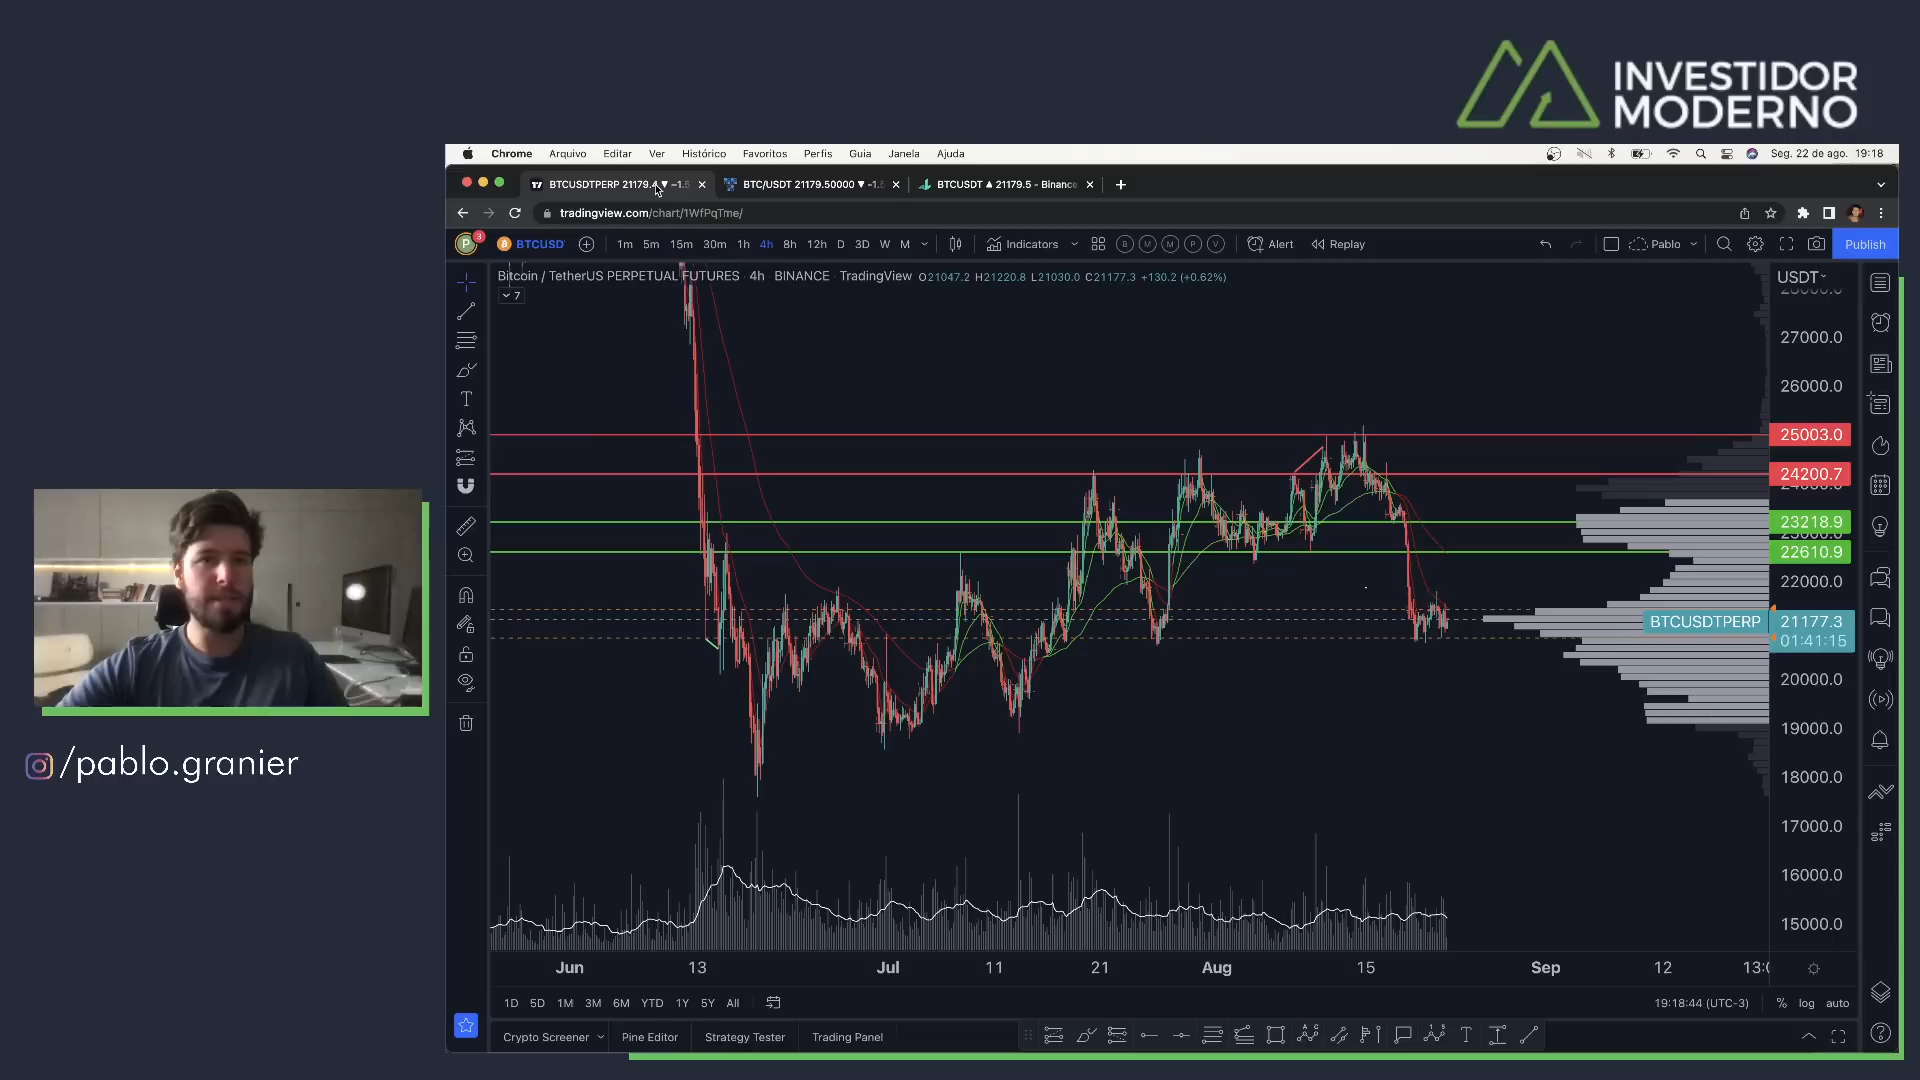 INVESTIDOR
MODERNO
Chrome Arquivo Editar Ver Histórico Favoritos Perfis Guia Janela Ajuda Seg. 22 de ago. 19:18
BTCUSDTPERP 21179.4 ▼ −1.5 BTC/USDT 21179.50000 ▼ −1. BTCUSDT ▲ 21179.5 - Binance
tradingview.com/chart/1WfPqTme/
P 3 BTCUSD 1m 5m 15m 30m 1h 4h 8h 12h D 3D W M Indicators B M M P V Alert Replay Pablo Publish
Bitcoin / TetherUS PERPETUAL FUTURES · 4h · BINANCE · TradingView O21047.2 H21220.8 L21030.0 C21177.3 +130.2 (+0.62%)
USDT
7
27000.0
26000.0
25003.0
24200.7
23218.9
22610.9
22000.0
BTCUSDTPERP 21177.3
01:41:15
20000.0
19000.0
18000.0
17000.0
16000.0
15000.0
Jun 13 Jul 11 21 Aug 15 Sep 12 13:0
1D 5D 1M 3M 6M YTD 1Y 5Y All 19:18:44 (UTC-3) % log auto
Crypto Screener Pine Editor Strategy Tester Trading Panel
/pablo.granier